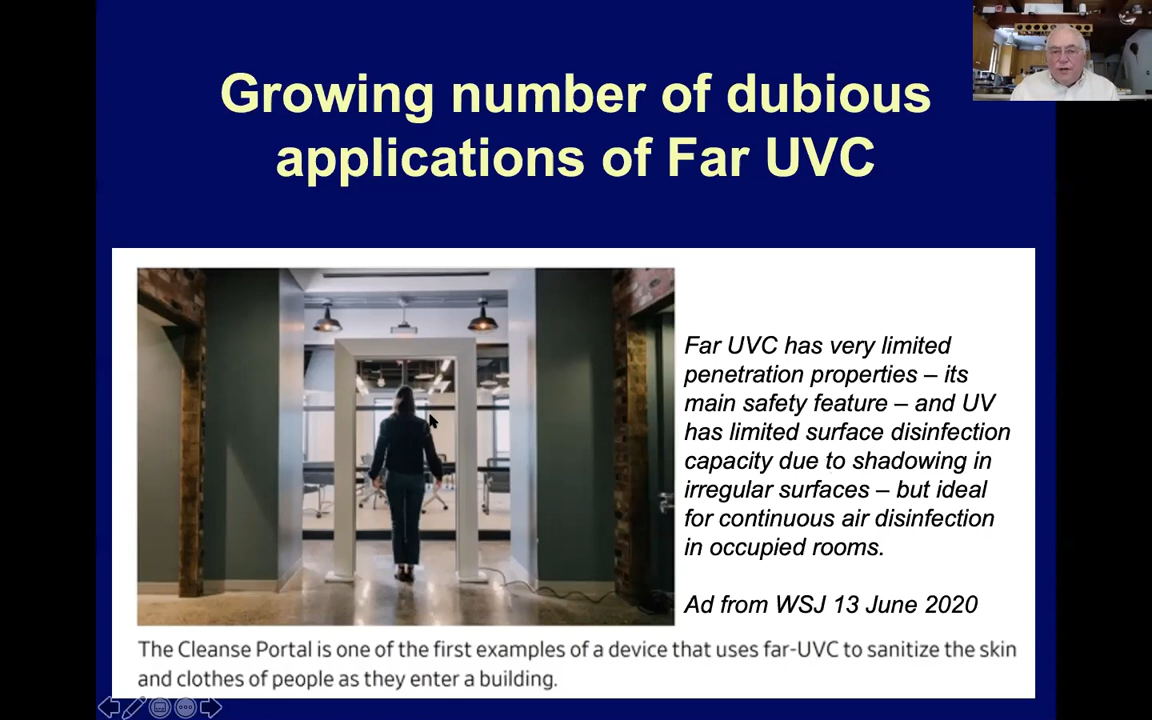 Growing number of dubious
applications of Far UVC
Far UVC has very limited
penetration properties – its
main safety feature – and UV
has limited surface disinfection
capacity due to shadowing in
irregular surfaces – but ideal
for continuous air disinfection
in occupied rooms.
Ad from WSJ 13 June 2020
The Cleanse Portal is one of the first examples of a device that uses far-UVC to sanitize the skin
and clothes of people as they enter a building.